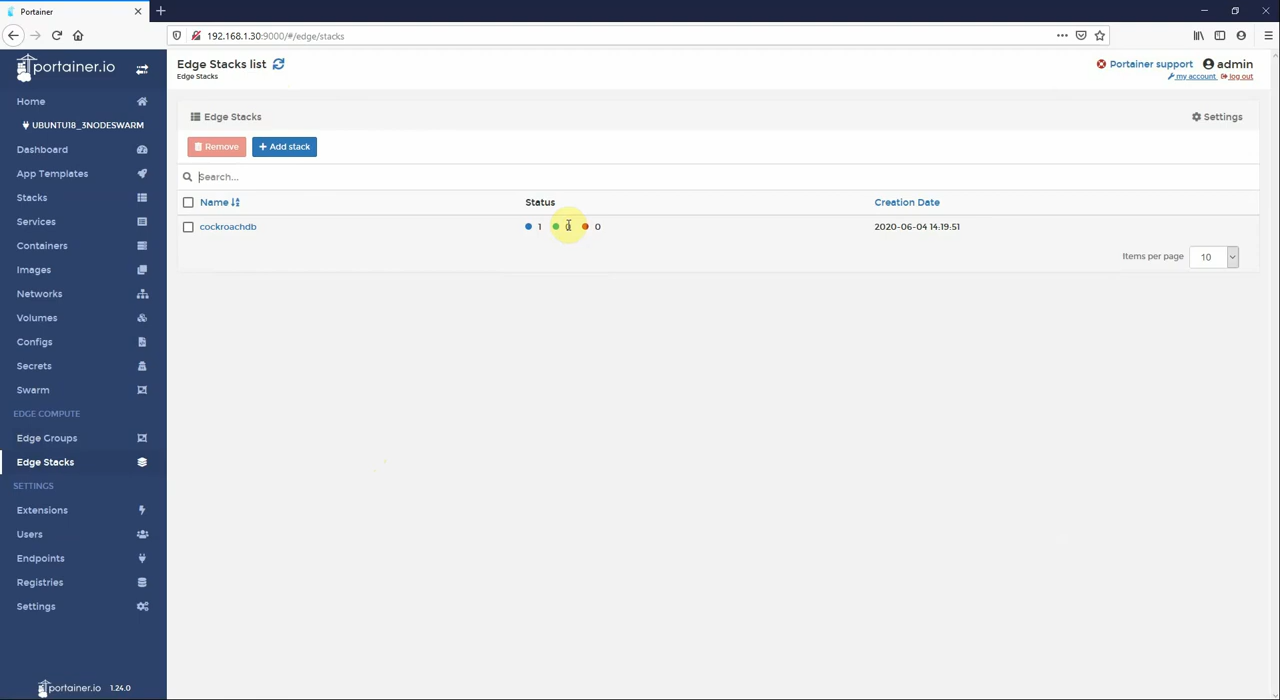 Portainer
192.168.1.30:9000/#/edge/stacks
portainer.io
Home
UBUNTU18_3NODESWARM
Dashboard
App Templates
Stacks
Services
Containers
Images
Networks
Volumes
Configs
Secrets
Swarm
EDGE COMPUTE
Edge Groups
Edge Stacks
SETTINGS
Extensions
Users
Endpoints
Registries
Settings
portainer.io 1.24.0
Edge Stacks list
Edge Stacks
Portainer support admin
my account log out
Edge Stacks Settings
Remove Add stack
Search...
Name Status Creation Date
cockroachdb 1 0 0 2020-06-04 14:19:51
Items per page 10